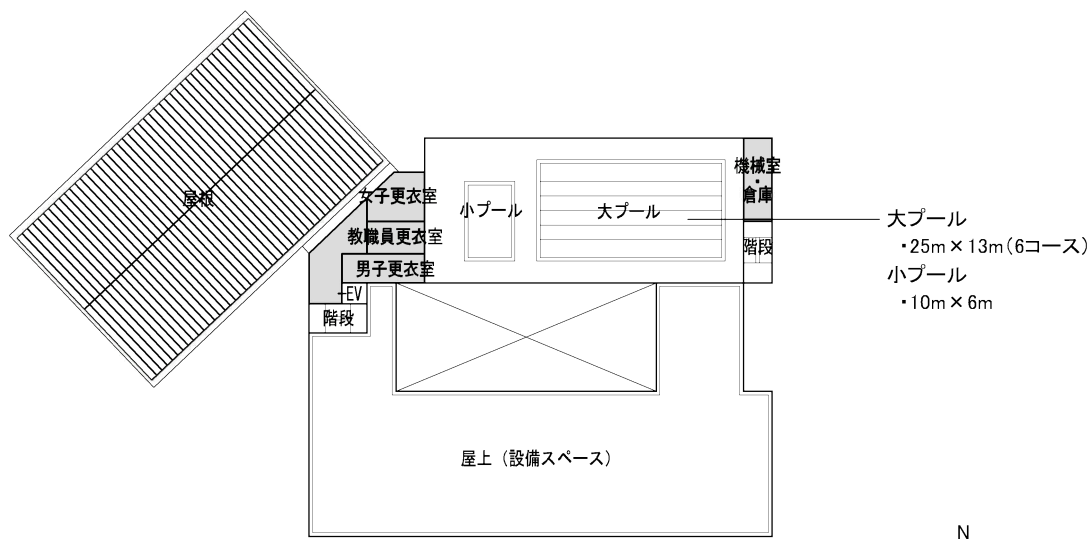 屋根
女子更衣室
教職員更衣室
男子更衣室
EV
階段
小プール
大プール
機械室
・
倉庫
階段
大プール
・25m×13m(6コース)
小プール
・10m×6m
屋上（設備スペース）
N